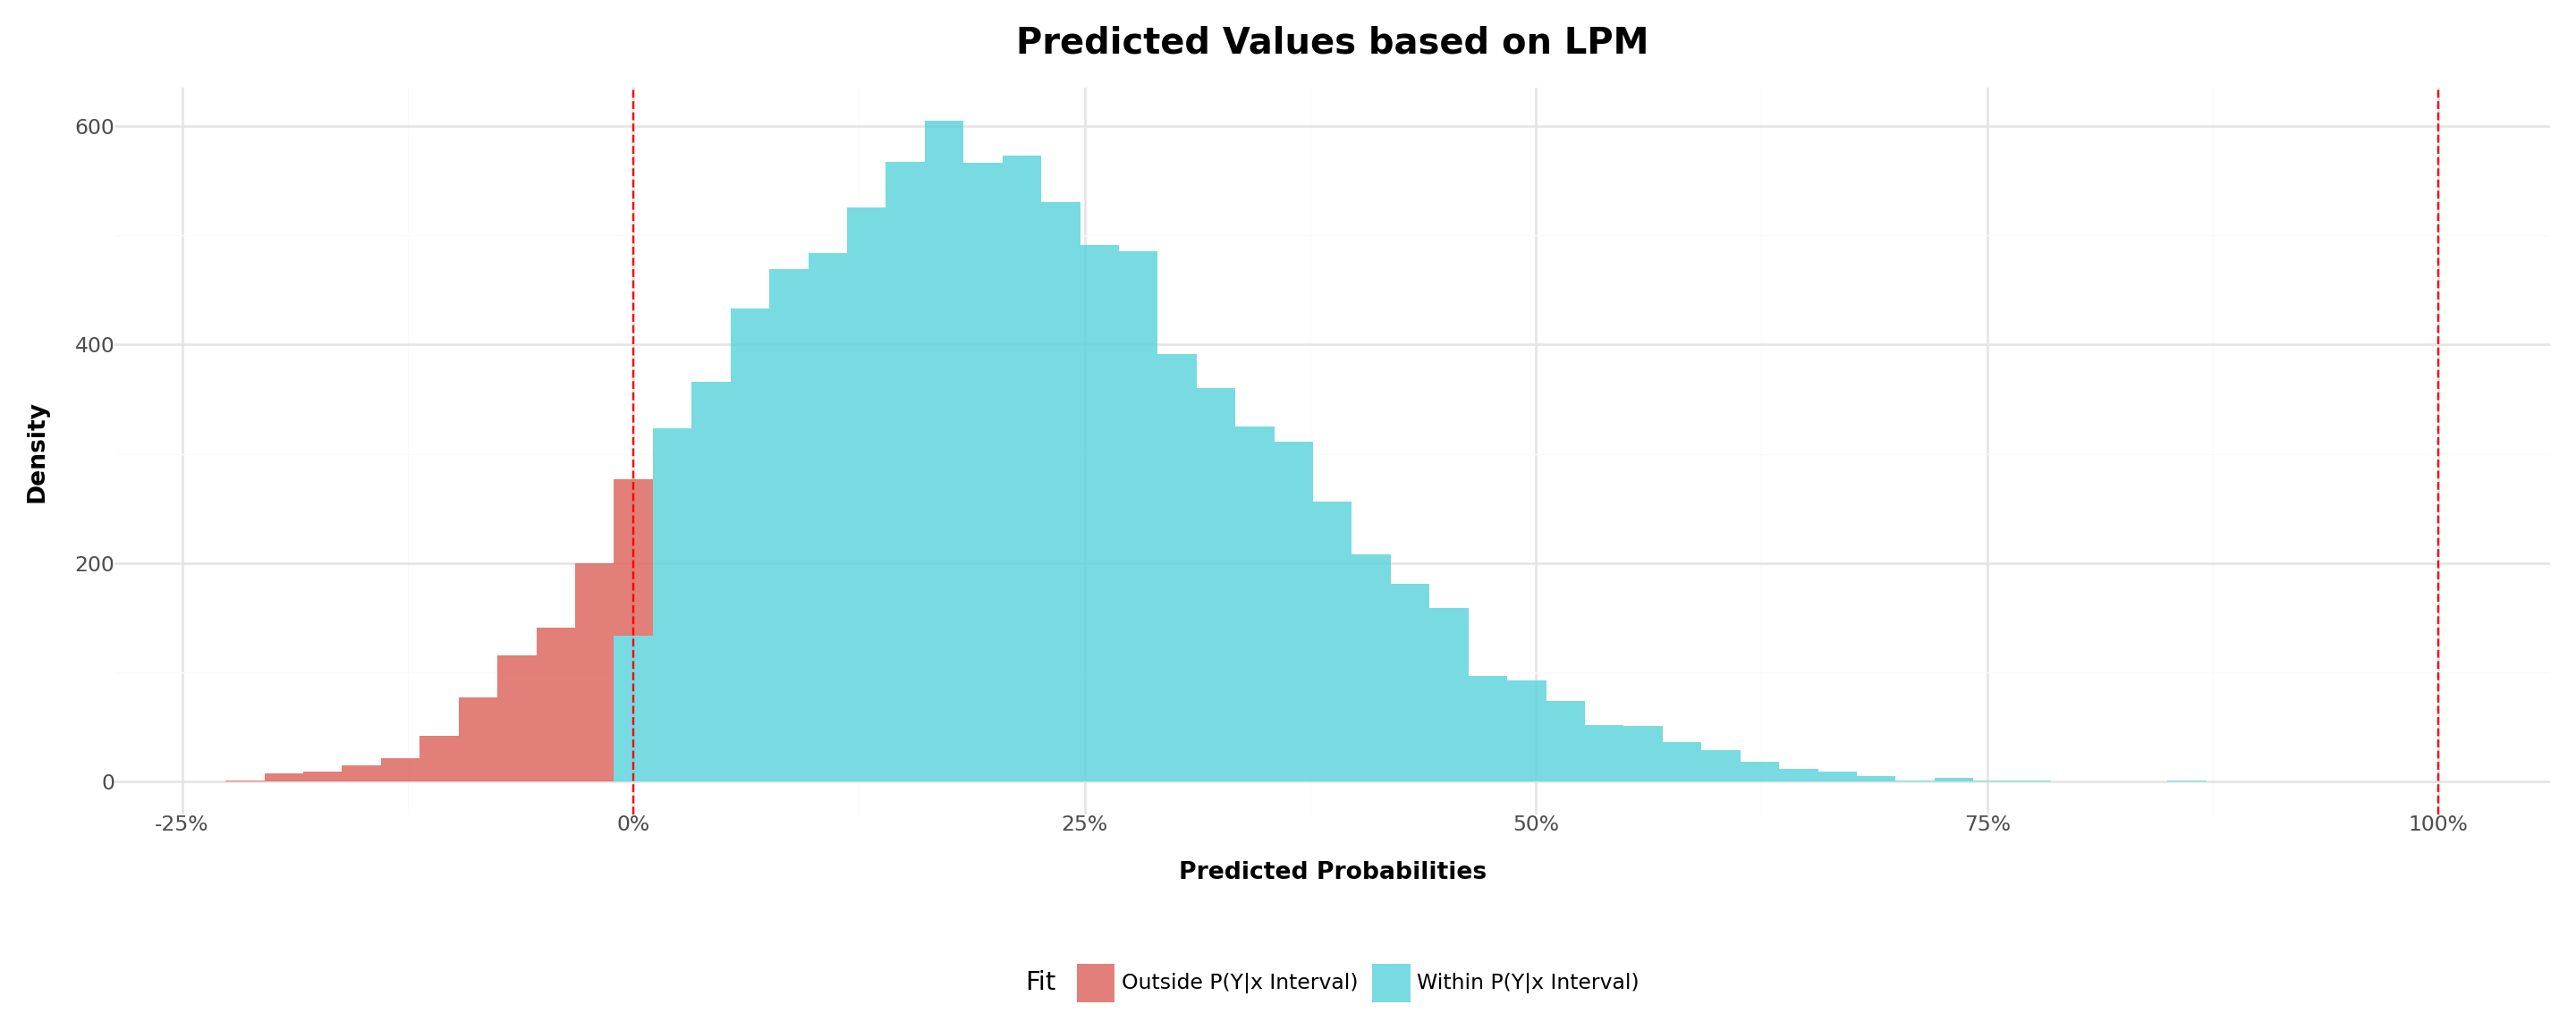 Predicted Values based on LPM
600
400
200
0
Density
-25% 0% 25% 50% 75% 100%
Predicted Probabilities
Fit Outside P(Y|x Interval) Within P(Y|x Interval)